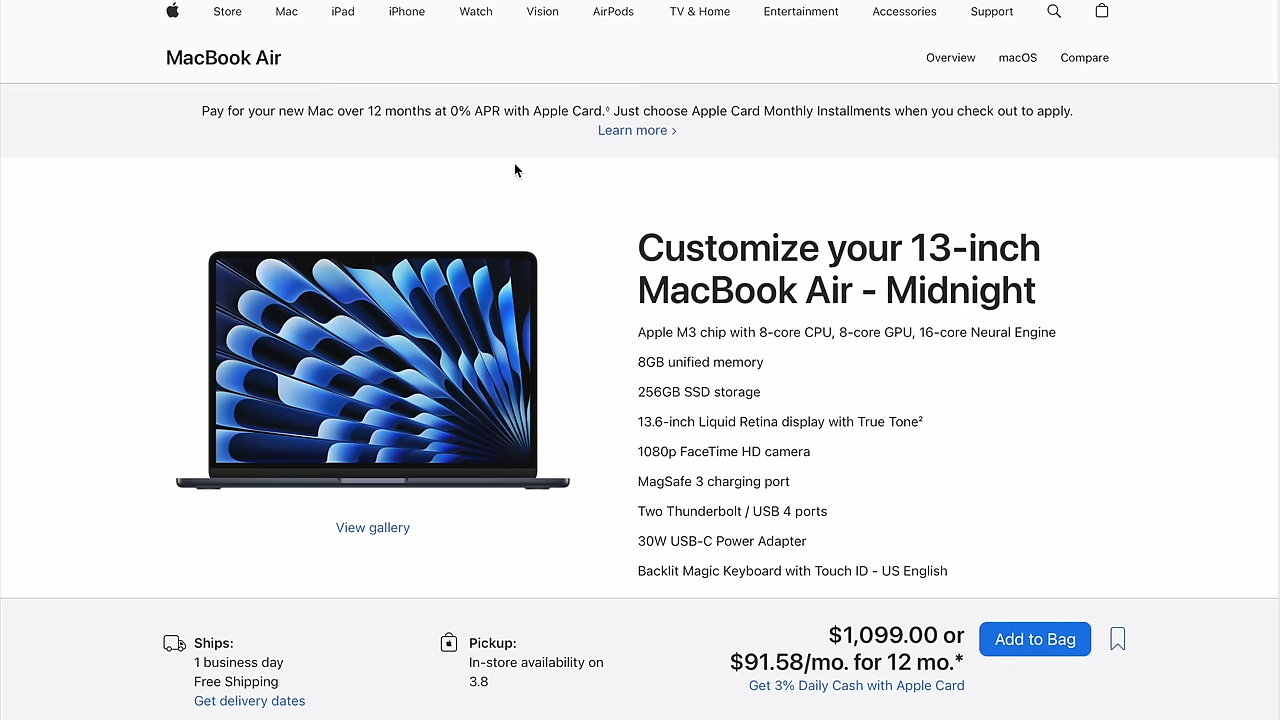 Store Mac iPad iPhone Watch Vision AirPods TV & Home Entertainment Accessories Support
MacBook Air
Overview macOS Compare
Pay for your new Mac over 12 months at 0% APR with Apple Card.◊ Just choose Apple Card Monthly Installments when you check out to apply.
Learn more >
Customize your 13-inch
MacBook Air - Midnight
Apple M3 chip with 8-core CPU, 8-core GPU, 16-core Neural Engine
8GB unified memory
256GB SSD storage
13.6-inch Liquid Retina display with True Tone²
1080p FaceTime HD camera
MagSafe 3 charging port
Two Thunderbolt / USB 4 ports
30W USB-C Power Adapter
Backlit Magic Keyboard with Touch ID - US English
View gallery
Ships:
1 business day
Free Shipping
Get delivery dates
Pickup:
In-store availability on
3.8
$1,099.00 or
$91.58/mo. for 12 mo.*
Get 3% Daily Cash with Apple Card
Add to Bag